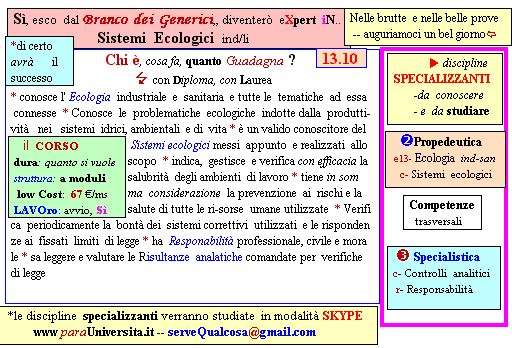 Sì, esco dal Branco dei Generici,, diventerò eXpert iN..
Sistemi Ecologici ind/li
Nelle brutte e nelle belle prove
-- auguriamoci un bel giorno⇦
*di certo
avrà il
successo
Chi è, cosa fa, quanto Guadagna ?
13.10
con Diploma, con Laurea
* conosce l' Ecologia industriale e sanitaria e tutte le tematiche ad essa
connesse * Conosce le problematiche ecologiche indotte dalla produtti-
vità nei sistemi idrici, ambientali e di vita * è un valido conoscitore del
Sistemi ecologici messi appunto e realizzati allo
scopo * indica, gestisce e verifica con efficacia la
salubrità degli ambienti di lavoro * tiene in som
ma considerazione la prevenzione ai rischi e la
salute di tutte le ri-sorse umane utilizzate * Verifi
ca periodicamente la bontà dei sistemi correttivi utilizzati e le risponden
ze ai fissati limiti di legge * ha Responabilità professionale, civile e mora
le * sa leggere e valutare le Risultanze analatiche comandate per verifiche
di legge
il CORSO
dura: quanto si vuole
struttura: a moduli
low Cost: 67 €/ms
LAVOro: avvio, Sì
▶ discipline
SPECIALIZZANTI
-da conoscere
- e da studiare
❷Propedeutica
e13- Ecologia ind-san
c- Sistemi ecologici
Competenze
trasversali
❸ Specialistica
c- Controlli analitici
r- Responsabilità
*le discipline specializzanti verranno studiate in modalità SKYPE
www.paraUniversita.it -- serveQualcosa@gmail.com